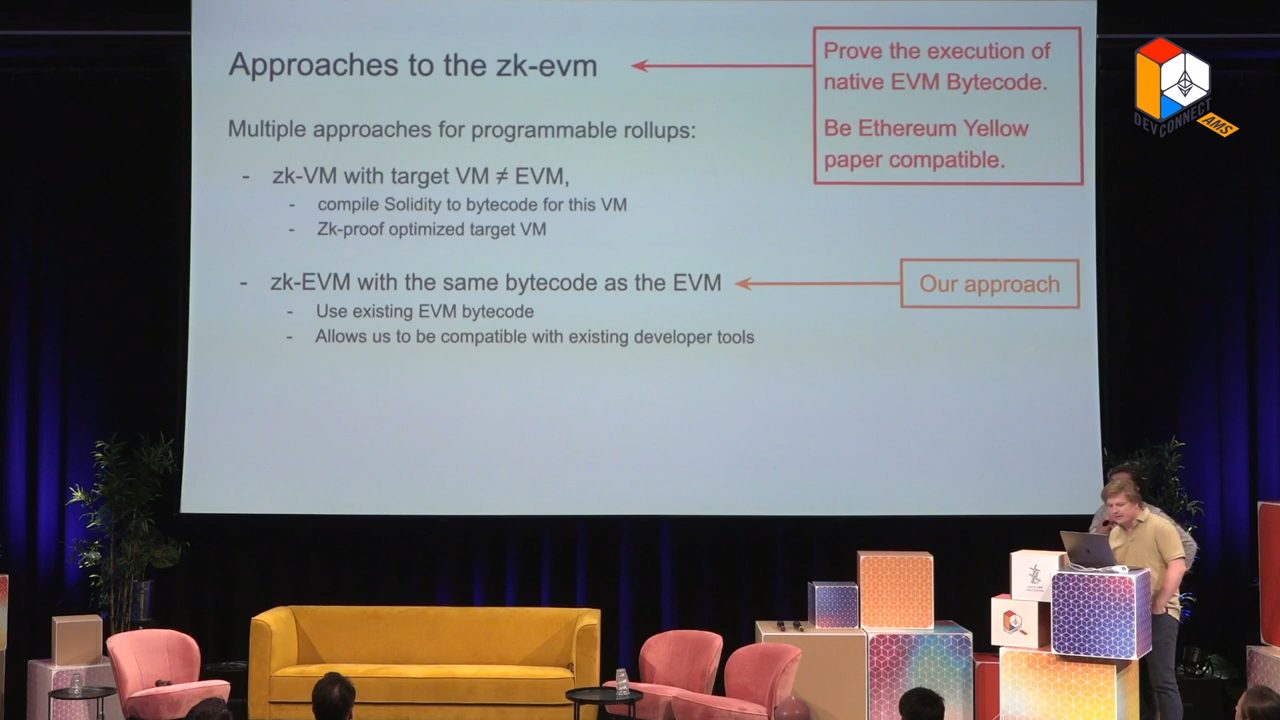 Approaches to the zk-evm
Prove the execution of
native EVM Bytecode.
Be Ethereum Yellow
paper compatible.
Multiple approaches for programmable rollups:
- zk-VM with target VM ≠ EVM,
- compile Solidity to bytecode for this VM
- Zk-proof optimized target VM
- zk-EVM with the same bytecode as the EVM
Our approach
- Use existing EVM bytecode
- Allows us to be compatible with existing developer tools
DEVCONNECT
AMS